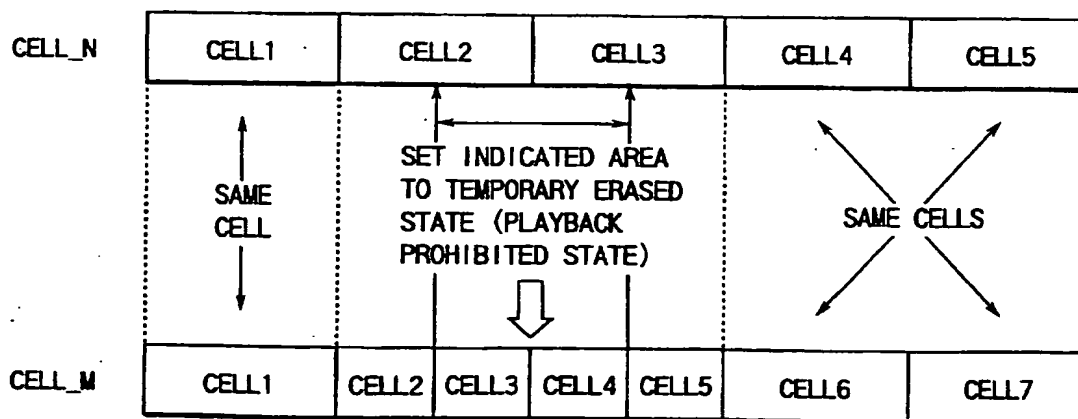 CELL_N CELL1 CELL2 CELL3 CELL4 CELL5
SET INDICATED AREA
TO TEMPORARY ERASED
STATE (PLAYBACK
PROHIBITED STATE)
SAME
CELL
SAME CELLS
CELL_M CELL1 CELL2 CELL3 CELL4 CELL5 CELL6 CELL7